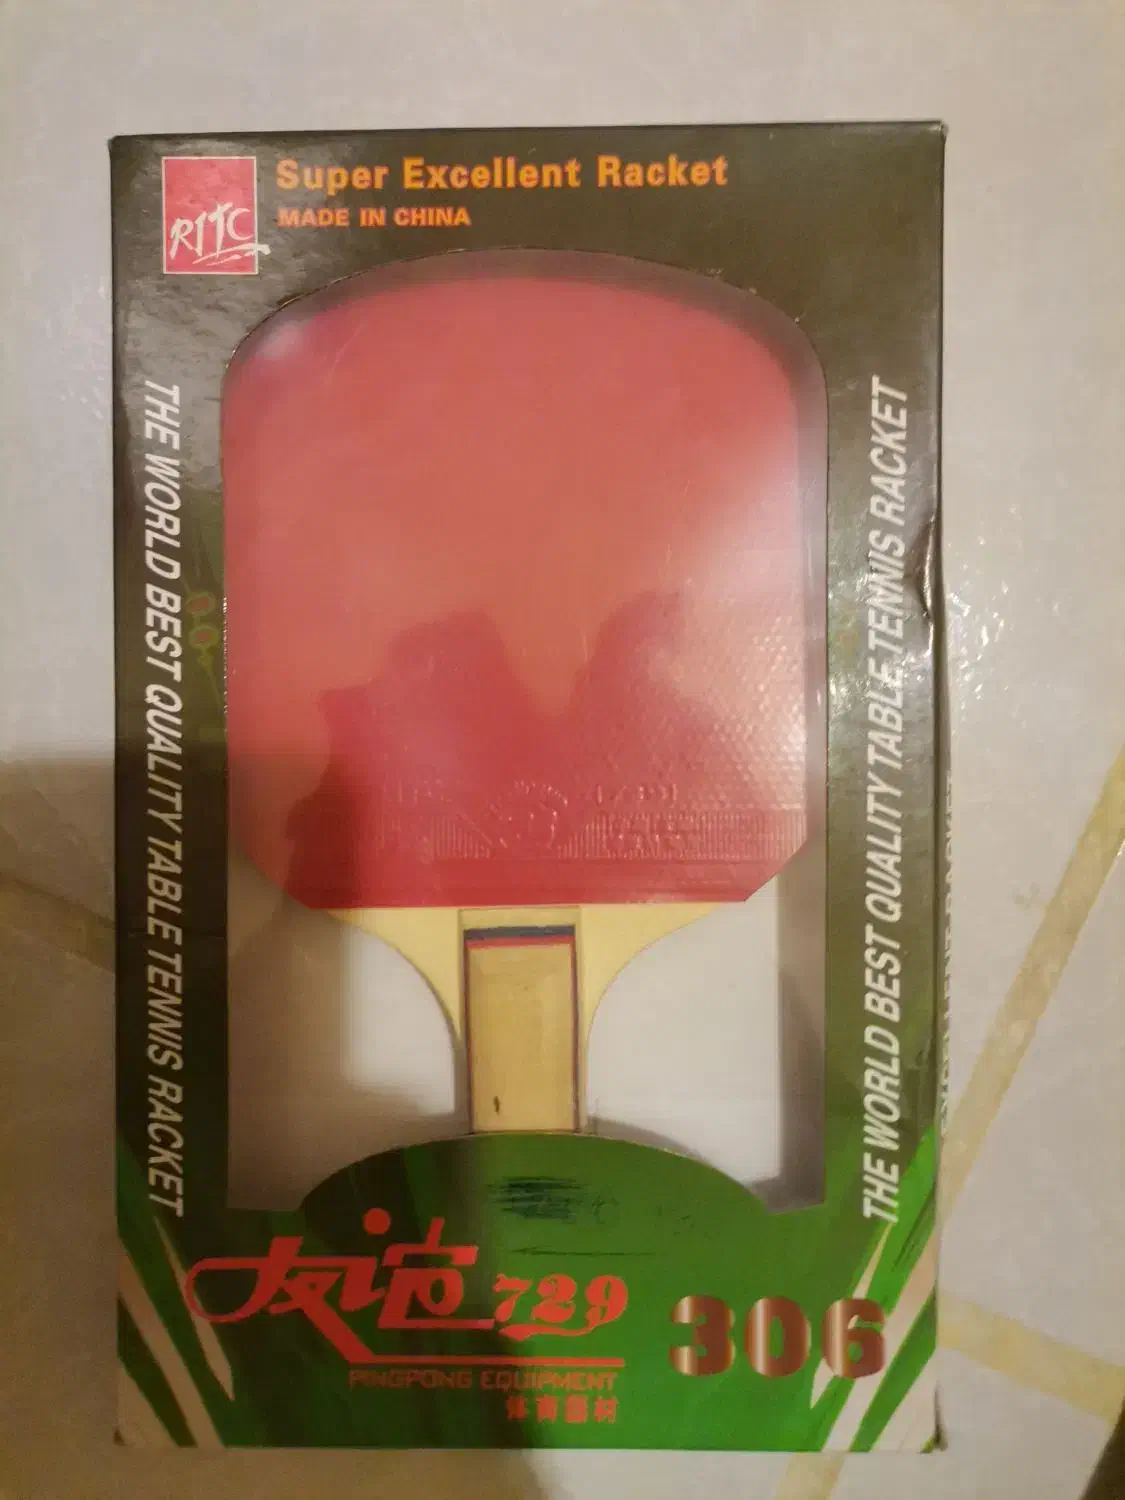 RITC
Super Excellent Racket
MADE IN CHINA
THE WORLD BEST QUALITY TABLE TENNIS RACKET
THE WORLD BEST QUALITY TABLE TENNIS RACKET
友谊729
306
PINGPONG EQUIPMENT
体育器材